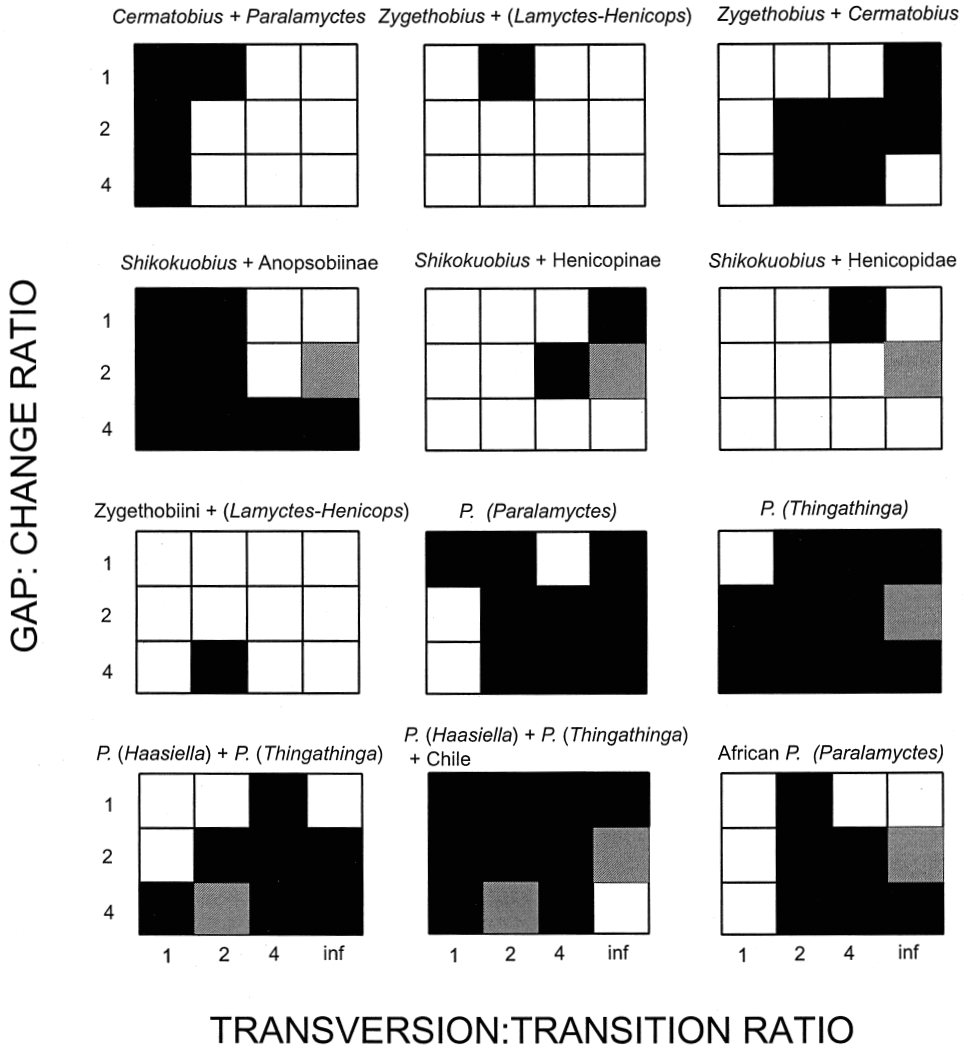 Cermatobius + Paralamyctes
Zygethobius + (Lamyctes-Henicops)
Zygethobius + Cermatobius
1
2
4
Shikokuobius + Anopsobiinae
Shikokuobius + Henicopinae
Shikokuobius + Henicopidae
1
2
4
GAP: CHANGE RATIO
Zygethobiini + (Lamyctes-Henicops)
P. (Paralamyctes)
P. (Thingathinga)
1
2
4
P. (Haasiella) + P. (Thingathinga)
P. (Haasiella) + P. (Thingathinga)
+ Chile
African P. (Paralamyctes)
1
2
4
1 2 4 inf
1 2 4 inf
1 2 4 inf
TRANSVERSION:TRANSITION RATIO